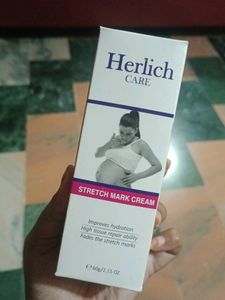 Herlich
CARE
STRETCH MARK CREAM
Improves hydration
High tissue repair ability
Fades the stretch marks
℮ 60g/2.11 OZ